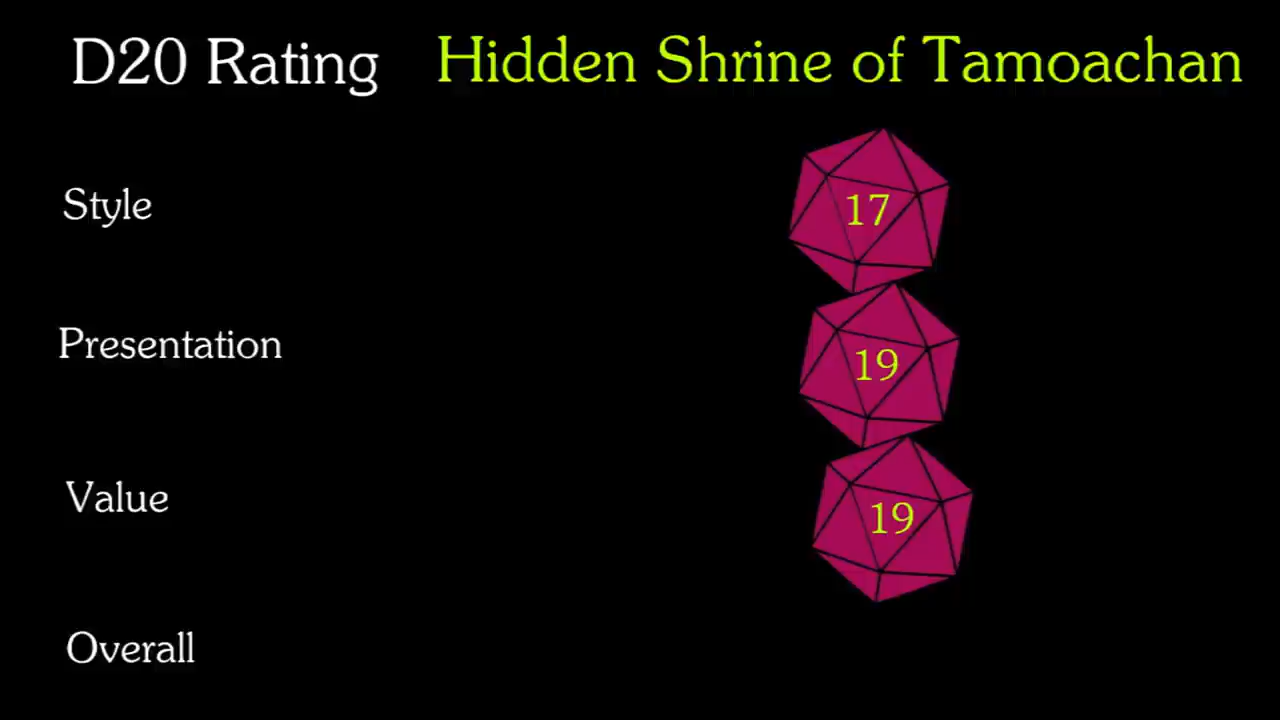 D20 Rating Hidden Shrine of Tamoachan
Style 17
Presentation 19
Value 19
Overall